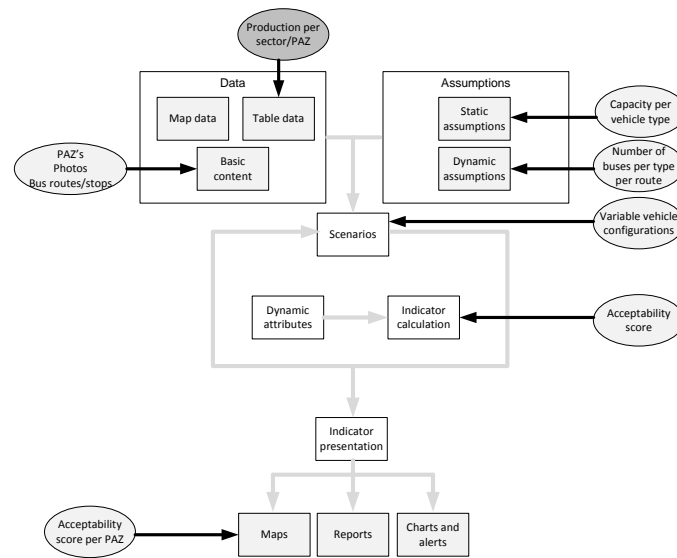 Production per
sector/PAZ
Data
Assumptions
Map data
Table data
Static
assumptions
Capacity per
vehicle type
PAZ's
Photos
Bus routes/stops
Basic
content
Dynamic
assumptions
Number of
buses per type
per route
Scenarios
Variable vehicle
configurations
Dynamic
attributes
Indicator
calculation
Acceptability
score
Indicator
presentation
Acceptability
score per PAZ
Maps
Reports
Charts and
alerts